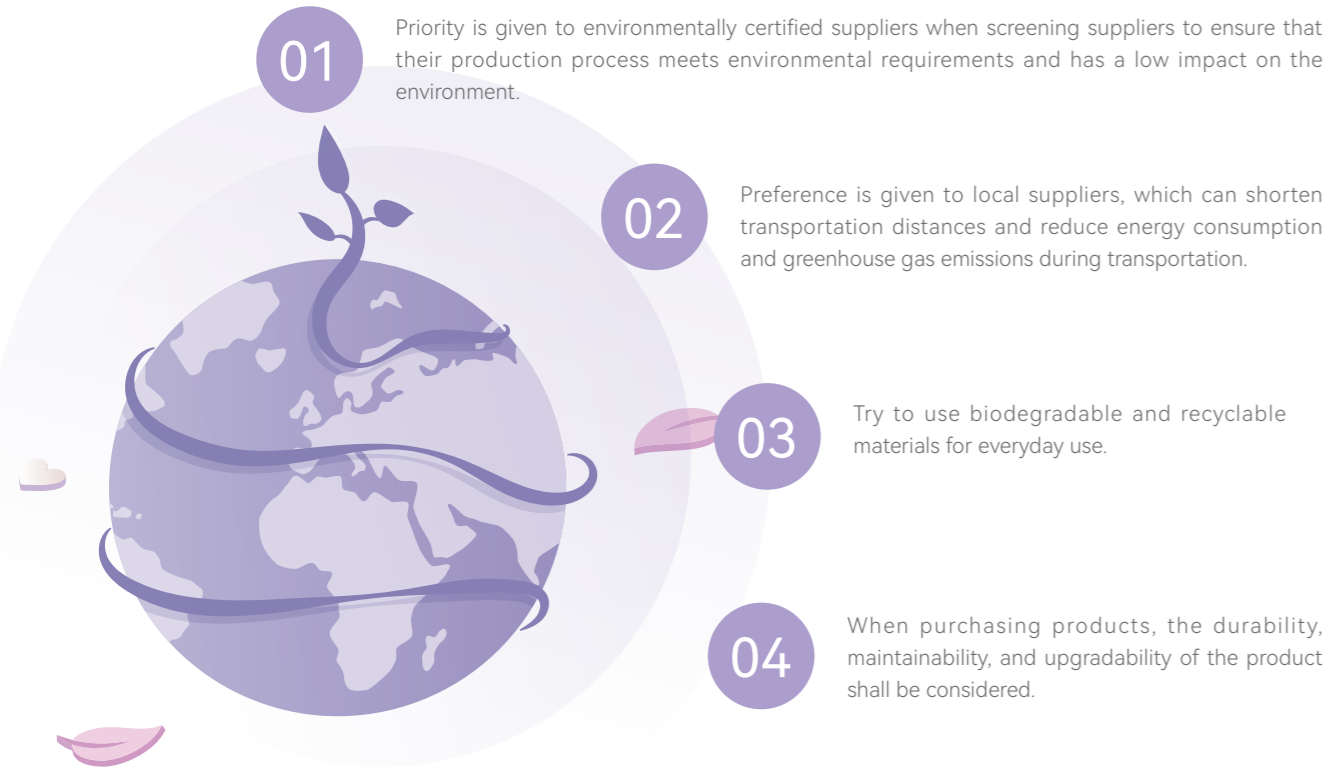 01
Priority is given to environmentally certified suppliers when screening suppliers to ensure that
their production process meets environmental requirements and has a low impact on the
environment.
02
Preference is given to local suppliers, which can shorten
transportation distances and reduce energy consumption
and greenhouse gas emissions during transportation.
03
Try to use biodegradable and recyclable
materials for everyday use.
04
When purchasing products, the durability,
maintainability, and upgradability of the product
shall be considered.